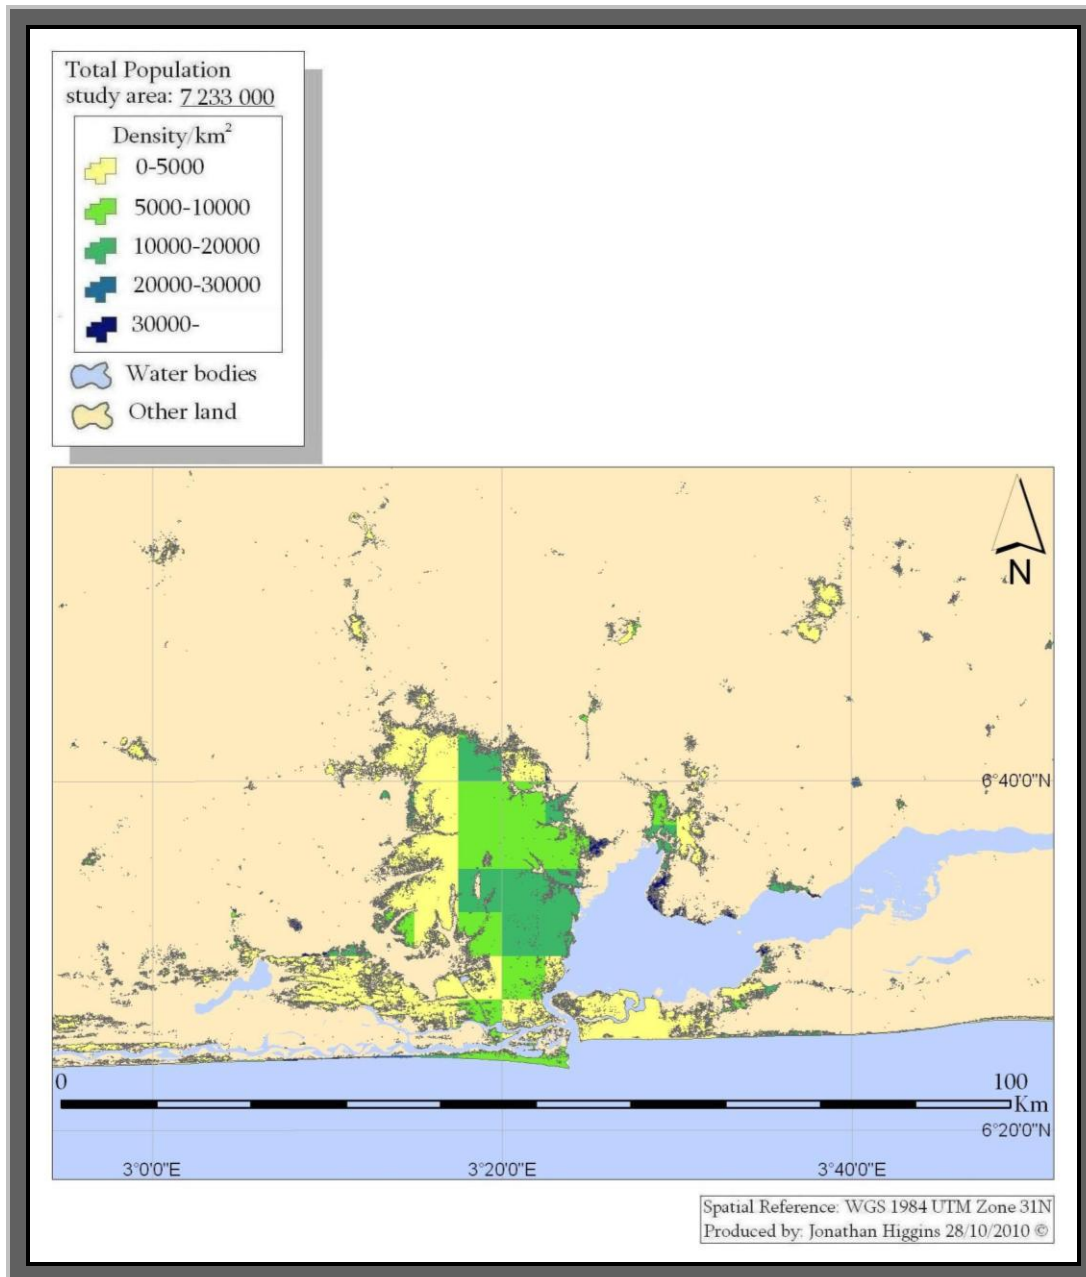 Total Population
study area: 7 233 000
Density/km²
0-5000
5000-10000
10000-20000
20000-30000
30000-
Water bodies
Other land
N
6°40'0"N
0
100
Km
6°20'0"N
3°0'0"E
3°20'0"E
3°40'0"E
Spatial Reference: WGS 1984 UTM Zone 31N
Produced by: Jonathan Higgins 28/10/2010 ©